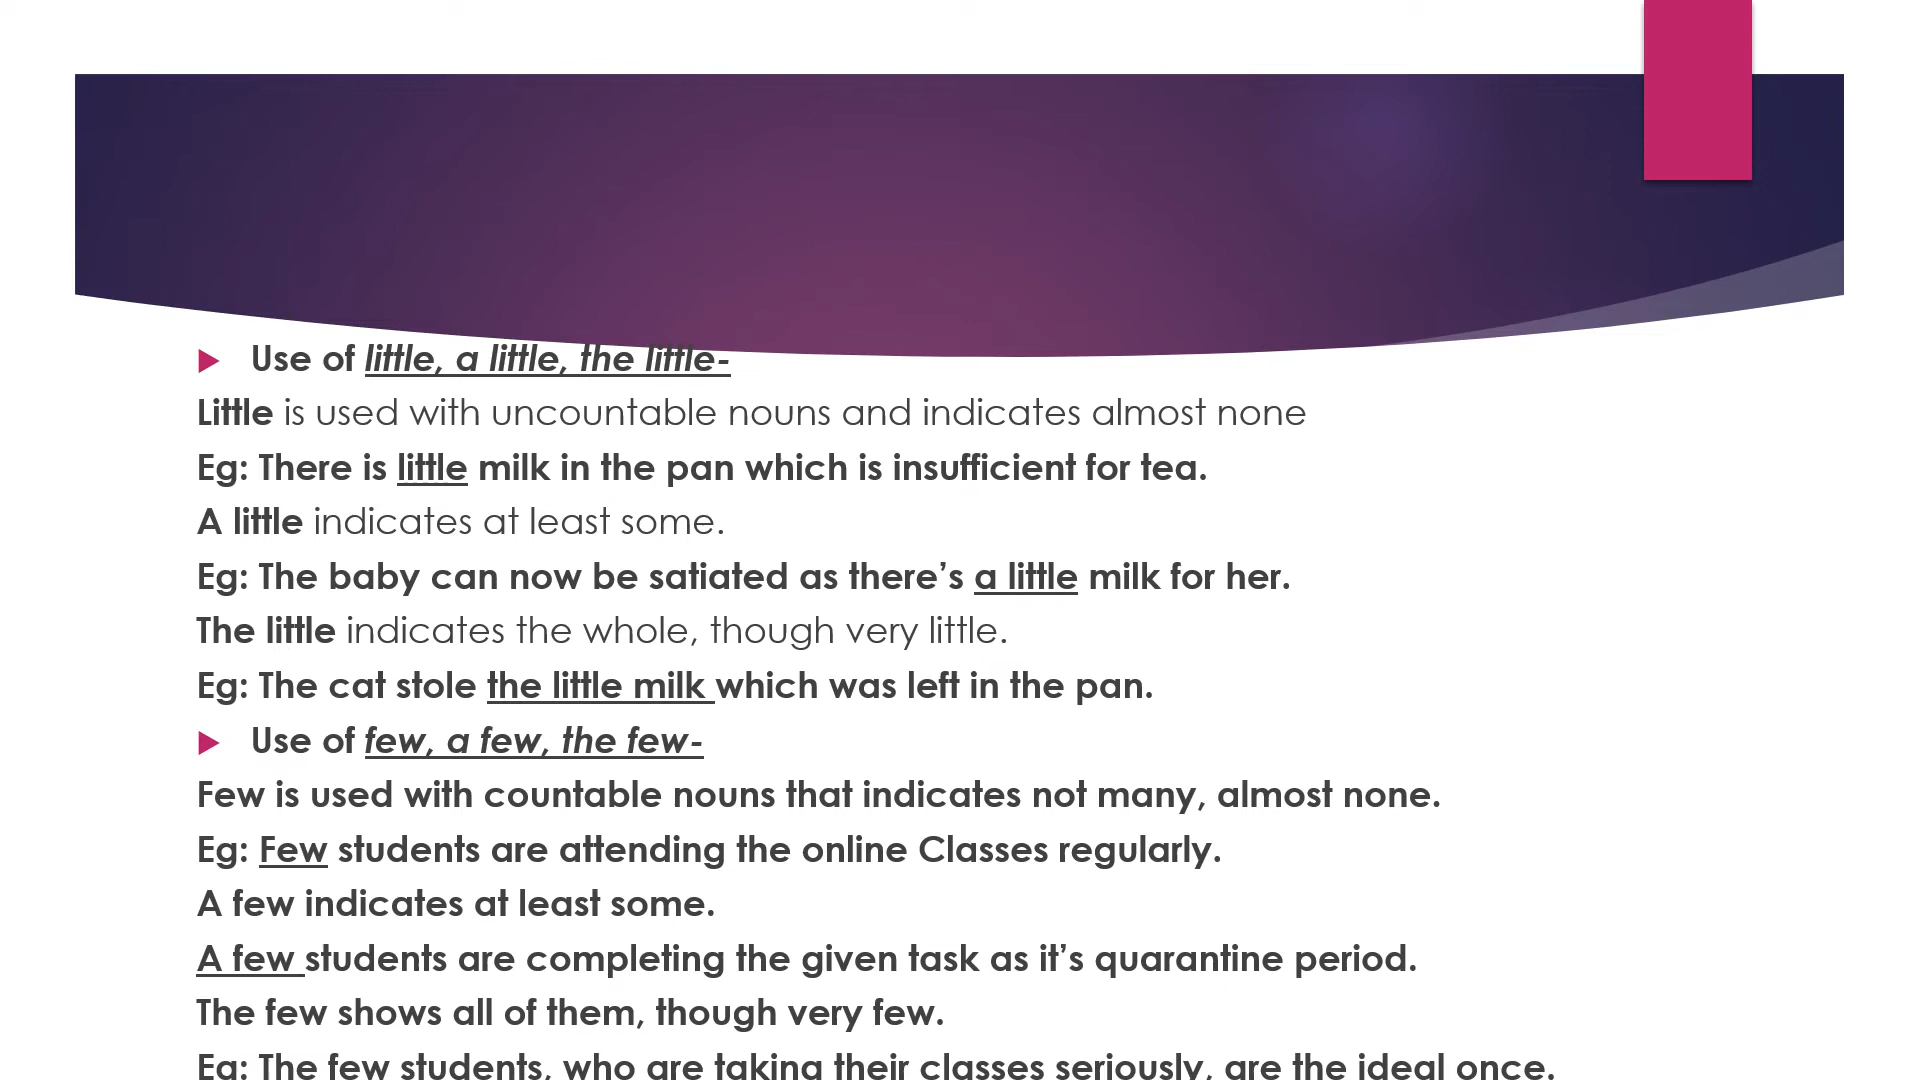 Use of little, a little, the little-
Little is used with uncountable nouns and indicates almost none
Eg: There is little milk in the pan which is insufficient for tea.
A little indicates at least some.
Eg: The baby can now be satiated as there’s a little milk for her.
The little indicates the whole, though very little.
Eg: The cat stole the little milk which was left in the pan.
Use of few, a few, the few-
Few is used with countable nouns that indicates not many, almost none.
Eg: Few students are attending the online Classes regularly.
A few indicates at least some.
A few students are completing the given task as it’s quarantine period.
The few shows all of them, though very few.
Eg: The few students, who are taking their classes seriously, are the ideal once.